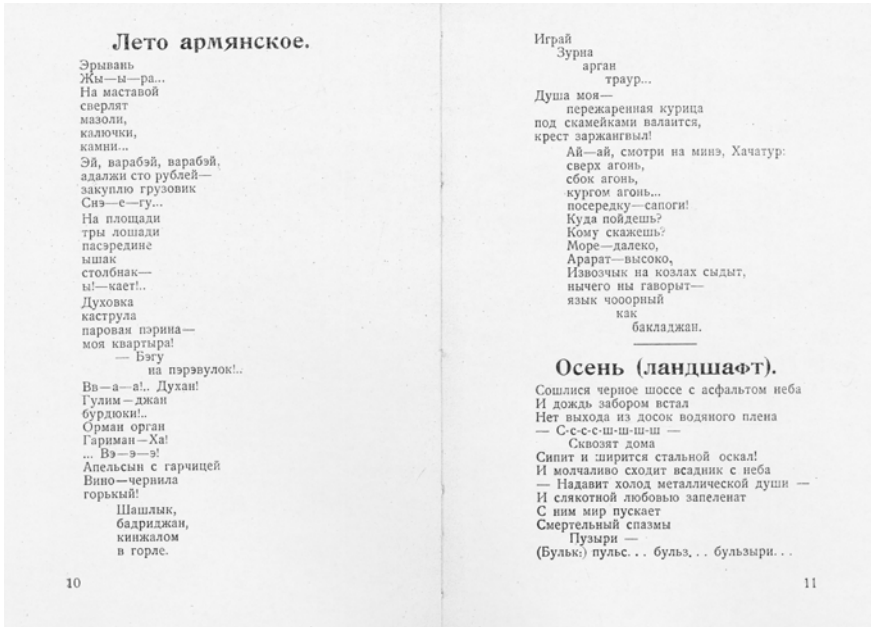 Лето армянское.
Эрывань
Жы—ы—ра...
На маставой
сверлят
мазоли,
калючки,
камни...
Эй, варабэй, варабэй,
адалжи сто рублей—
закуплю грузовик
Снэ—е—гу...
На площади
тры лошади
пасэредине
ышак
столбнак—
ы!—кает!..
Духовка
каструла
паровая пэрина—
моя квартыра!
— Бэгу
на пэрэвулок!..
Вв—а—а!.. Духан!
Гулим—джан
бурдюки!..
Орман орган
Гариман—Ха!
... Вэ—э—э!
Апельсын с гарчицей
Вино—чернила
горькый!
Шашлык,
бадриджан,
кинжалом
в горле.
10
Играй
Зурна
арган
траур...
Душа моя—
пережаренная курица
под скамейками валаится,
крест заржангвыл!
Ай—ай, смотри на минэ, Хачатур:
сверх агонь,
сбок агонь,
кургом агонь...
посередку—сапоги!
Куда пойдешь?
Кому скажешь?
Море—далеко,
Арарат—высоко,
Извозчык на козлах сыдыт,
нычего ны гаворыт—
язык чооорный
как
бакладжан.
Осень (ландшафт).
Сошлися черное шоссе с асфальтом неба
И дождь забором встал
Нет выхода из досок водяного плена
— С-с-с-с-ш-ш-ш-ш —
Сквозят дома
Сипит и ширится стальной оскал!
И молчаливо сходит всадник с неба
— Надавит холод металлической души —
И слякотной любовью запеленат
С ним мир пускает
Смертельный спазмы
Пузыри —
(Бульк:) пульс... бульз... бульзыри...
11